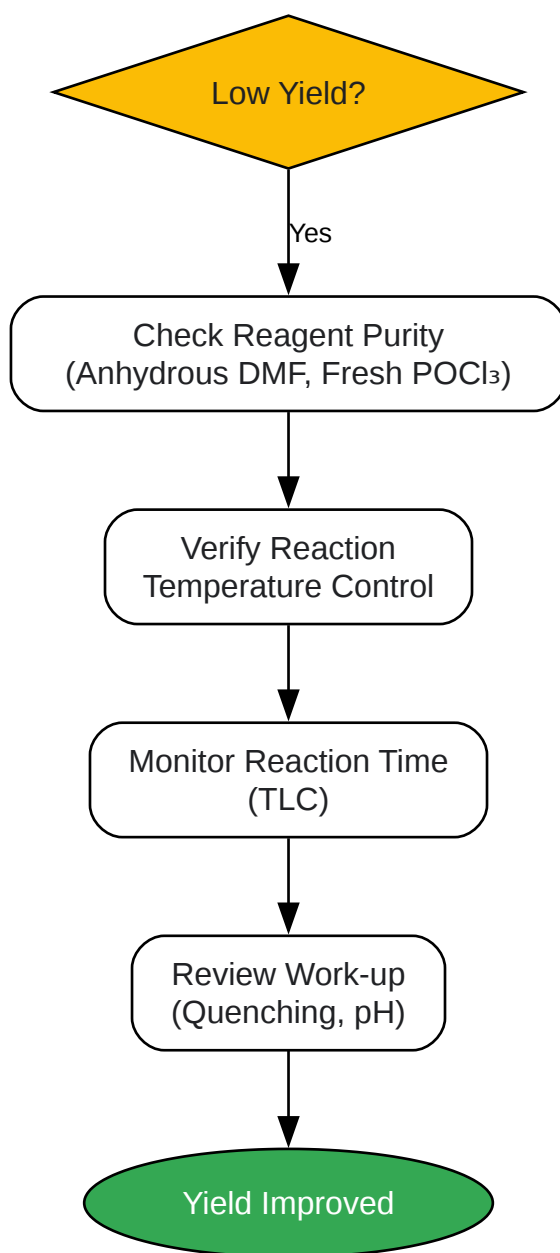 Low Yield?
Yes
Check Reagent Purity
(Anhydrous DMF, Fresh POCl₃)
Verify Reaction
Temperature Control
Monitor Reaction Time
(TLC)
Review Work-up
(Quenching, pH)
Yield Improved